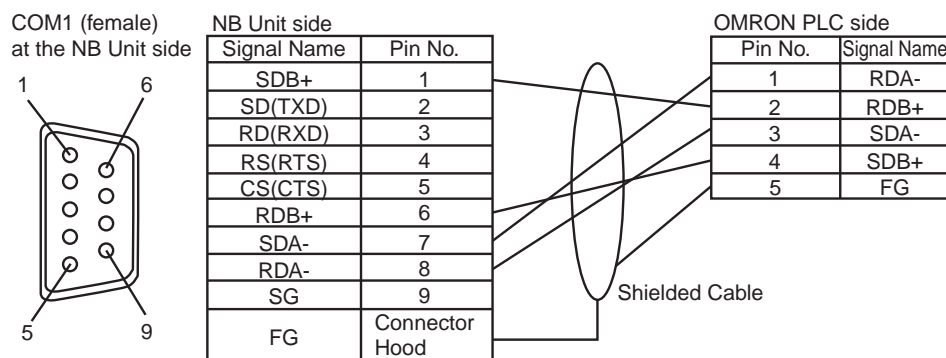 COM1 (female)
at the NB Unit side
1
6
5
9
NB Unit side
Signal Name Pin No.
SDB+ 1
SD(TXD) 2
RD(RXD) 3
RS(RTS) 4
CS(CTS) 5
RDB+ 6
SDA- 7
RDA- 8
SG 9
FG Connector
Hood
Shielded Cable
OMRON PLC side
Pin No. Signal Name
1 RDA-
2 RDB+
3 SDA-
4 SDB+
5 FG